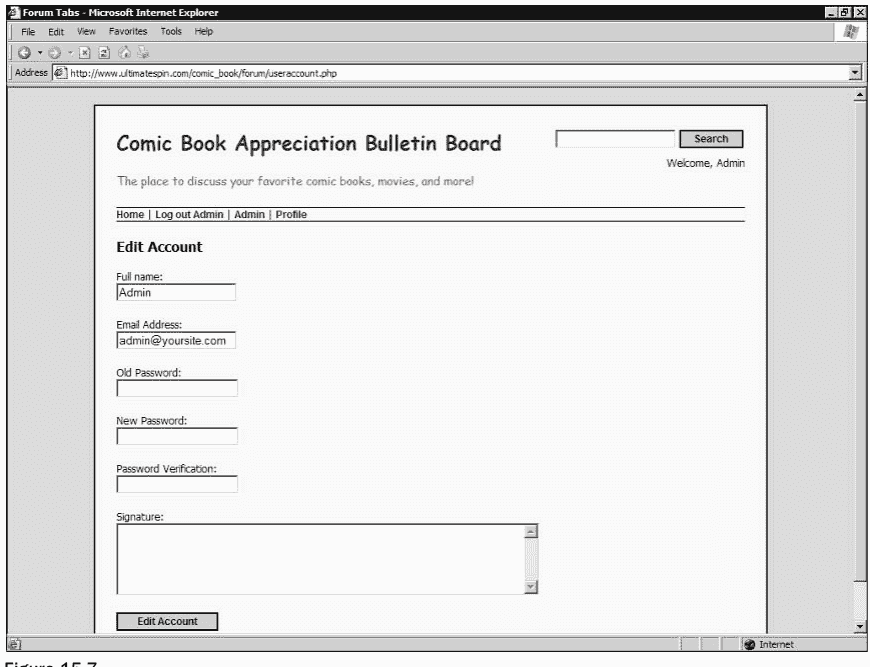 Forum Tabs - Microsoft Internet Explorer
File Edit View Favorites Tools Help
Address http://www.ultimatespin.com/comic_book/forum/useraccount.php
Comic Book Appreciation Bulletin Board
Search
Welcome, Admin
The place to discuss your favorite comic books, movies, and more!
Home | Log out Admin | Admin | Profile
Edit Account
Full name:
Admin
Email Address:
admin@yoursite.com
Old Password:
New Password:
Password Verification:
Signature:
Edit Account
Internet
Figure 15-7